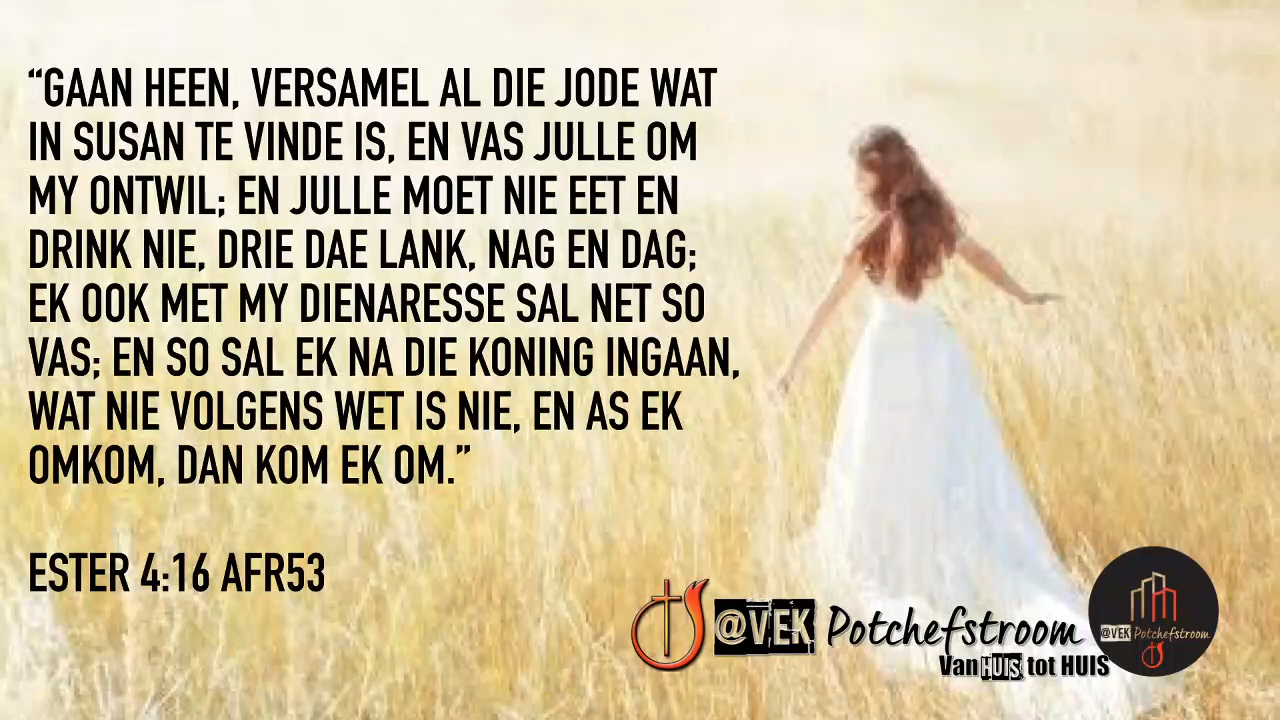 “GAAN HEEN, VERSAMEL AL DIE JODE WAT
IN SUSAN TE VINDE IS, EN VAS JULLE OM
MY ONTWIL; EN JULLE MOET NIE EET EN
DRINK NIE, DRIE DAE LANK, NAG EN DAG;
EK OOK MET MY DIENARESSE SAL NET SO
VAS; EN SO SAL EK NA DIE KONING INGAAN,
WAT NIE VOLGENS WET IS NIE, EN AS EK
OMKOM, DAN KOM EK OM.”
ESTER 4:16 AFR53
@VEK Potchefstroom
Van HUIS tot HUIS
@VEK Potchefstroom